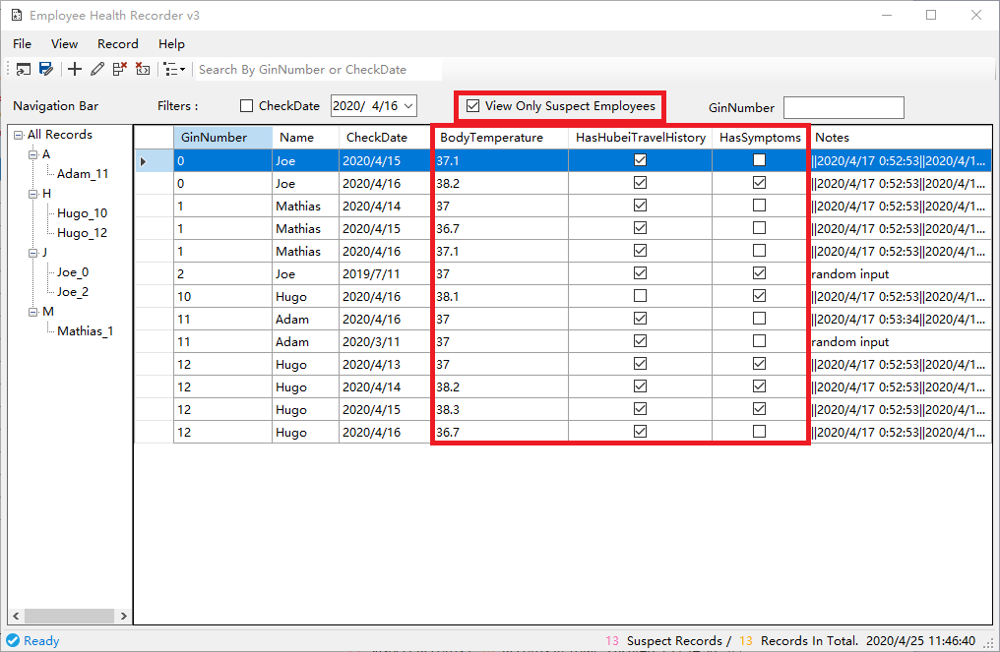 Employee Health Recorder v3
File View Record Help
Search By GinNumber or CheckDate
Navigation Bar Filters : CheckDate 2020/ 4/16 View Only Suspect Employees GinNumber
All Records
A
Adam_11
H
Hugo_10
Hugo_12
J
Joe_0
Joe_2
M
Mathias_1
GinNumber Name CheckDate BodyTemperature HasHubeiTravelHistory HasSymptoms Notes
0 Joe 2020/4/15 37.1 ||2020/4/17 0:52:53||2020/4/1...
0 Joe 2020/4/16 38.2 ||2020/4/17 0:52:53||2020/4/1...
1 Mathias 2020/4/14 37 ||2020/4/17 0:52:53||2020/4/1...
1 Mathias 2020/4/15 36.7 ||2020/4/17 0:52:53||2020/4/1...
1 Mathias 2020/4/16 37.1 ||2020/4/17 0:52:53||2020/4/1...
2 Joe 2019/7/11 37 random input
10 Hugo 2020/4/16 38.1 ||2020/4/17 0:52:53||2020/4/1...
11 Adam 2020/4/16 37 ||2020/4/17 0:53:34||2020/4/1...
11 Adam 2020/3/11 37 random input
12 Hugo 2020/4/13 37 ||2020/4/17 0:52:53||2020/4/1...
12 Hugo 2020/4/14 38.2 ||2020/4/17 0:52:53||2020/4/1...
12 Hugo 2020/4/15 38.3 ||2020/4/17 0:52:53||2020/4/1...
12 Hugo 2020/4/16 36.7 ||2020/4/17 0:52:53||2020/4/1...
Ready 13 Suspect Records / 13 Records In Total. 2020/4/25 11:46:40